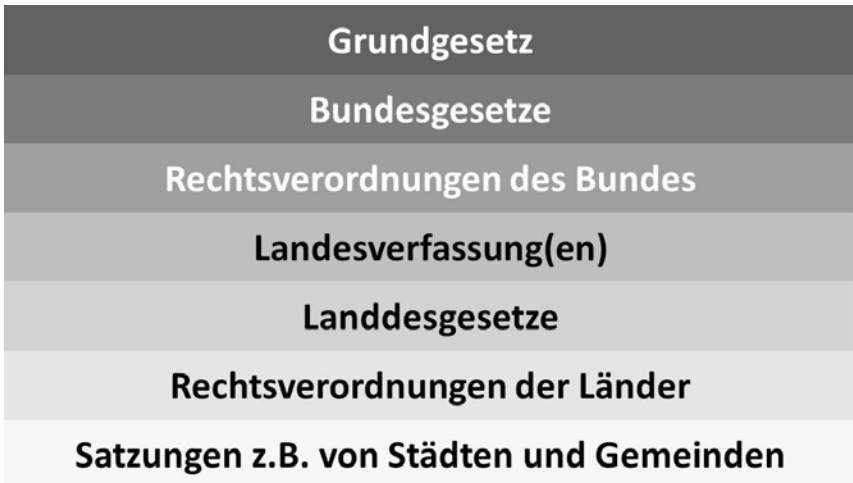 Grundgesetz
Bundesgesetze
Rechtsverordnungen des Bundes
Landesverfassung(en)
Landdesgesetze
Rechtsverordnungen der Länder
Satzungen z.B. von Städten und Gemeinden